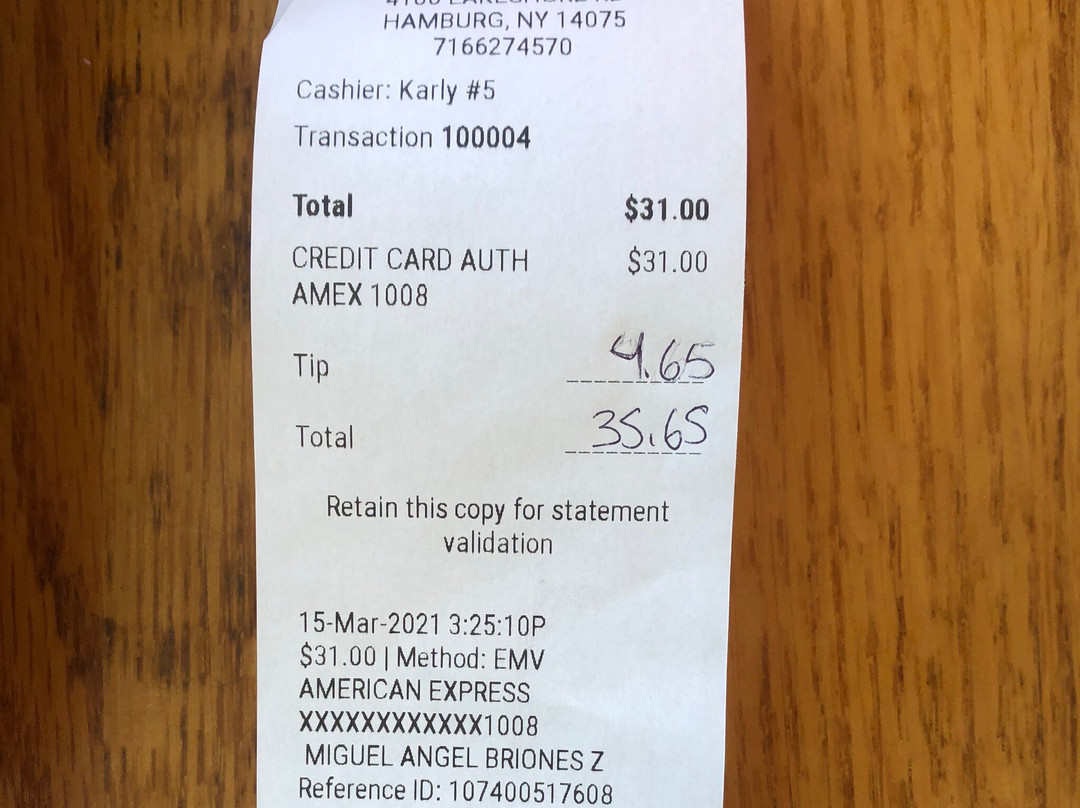 HAMBURG, NY 14075
7166274570
Cashier: Karly #5
Transaction 100004
Total $31.00
CREDIT CARD AUTH $31.00
AMEX 1008
Tip 4.65
Total 35.65
Retain this copy for statement
validation
15-Mar-2021 3:25:10P
$31.00 | Method: EMV
AMERICAN EXPRESS
XXXXXXXXXXXX1008
MIGUEL ANGEL BRIONES Z
Reference ID: 107400517608